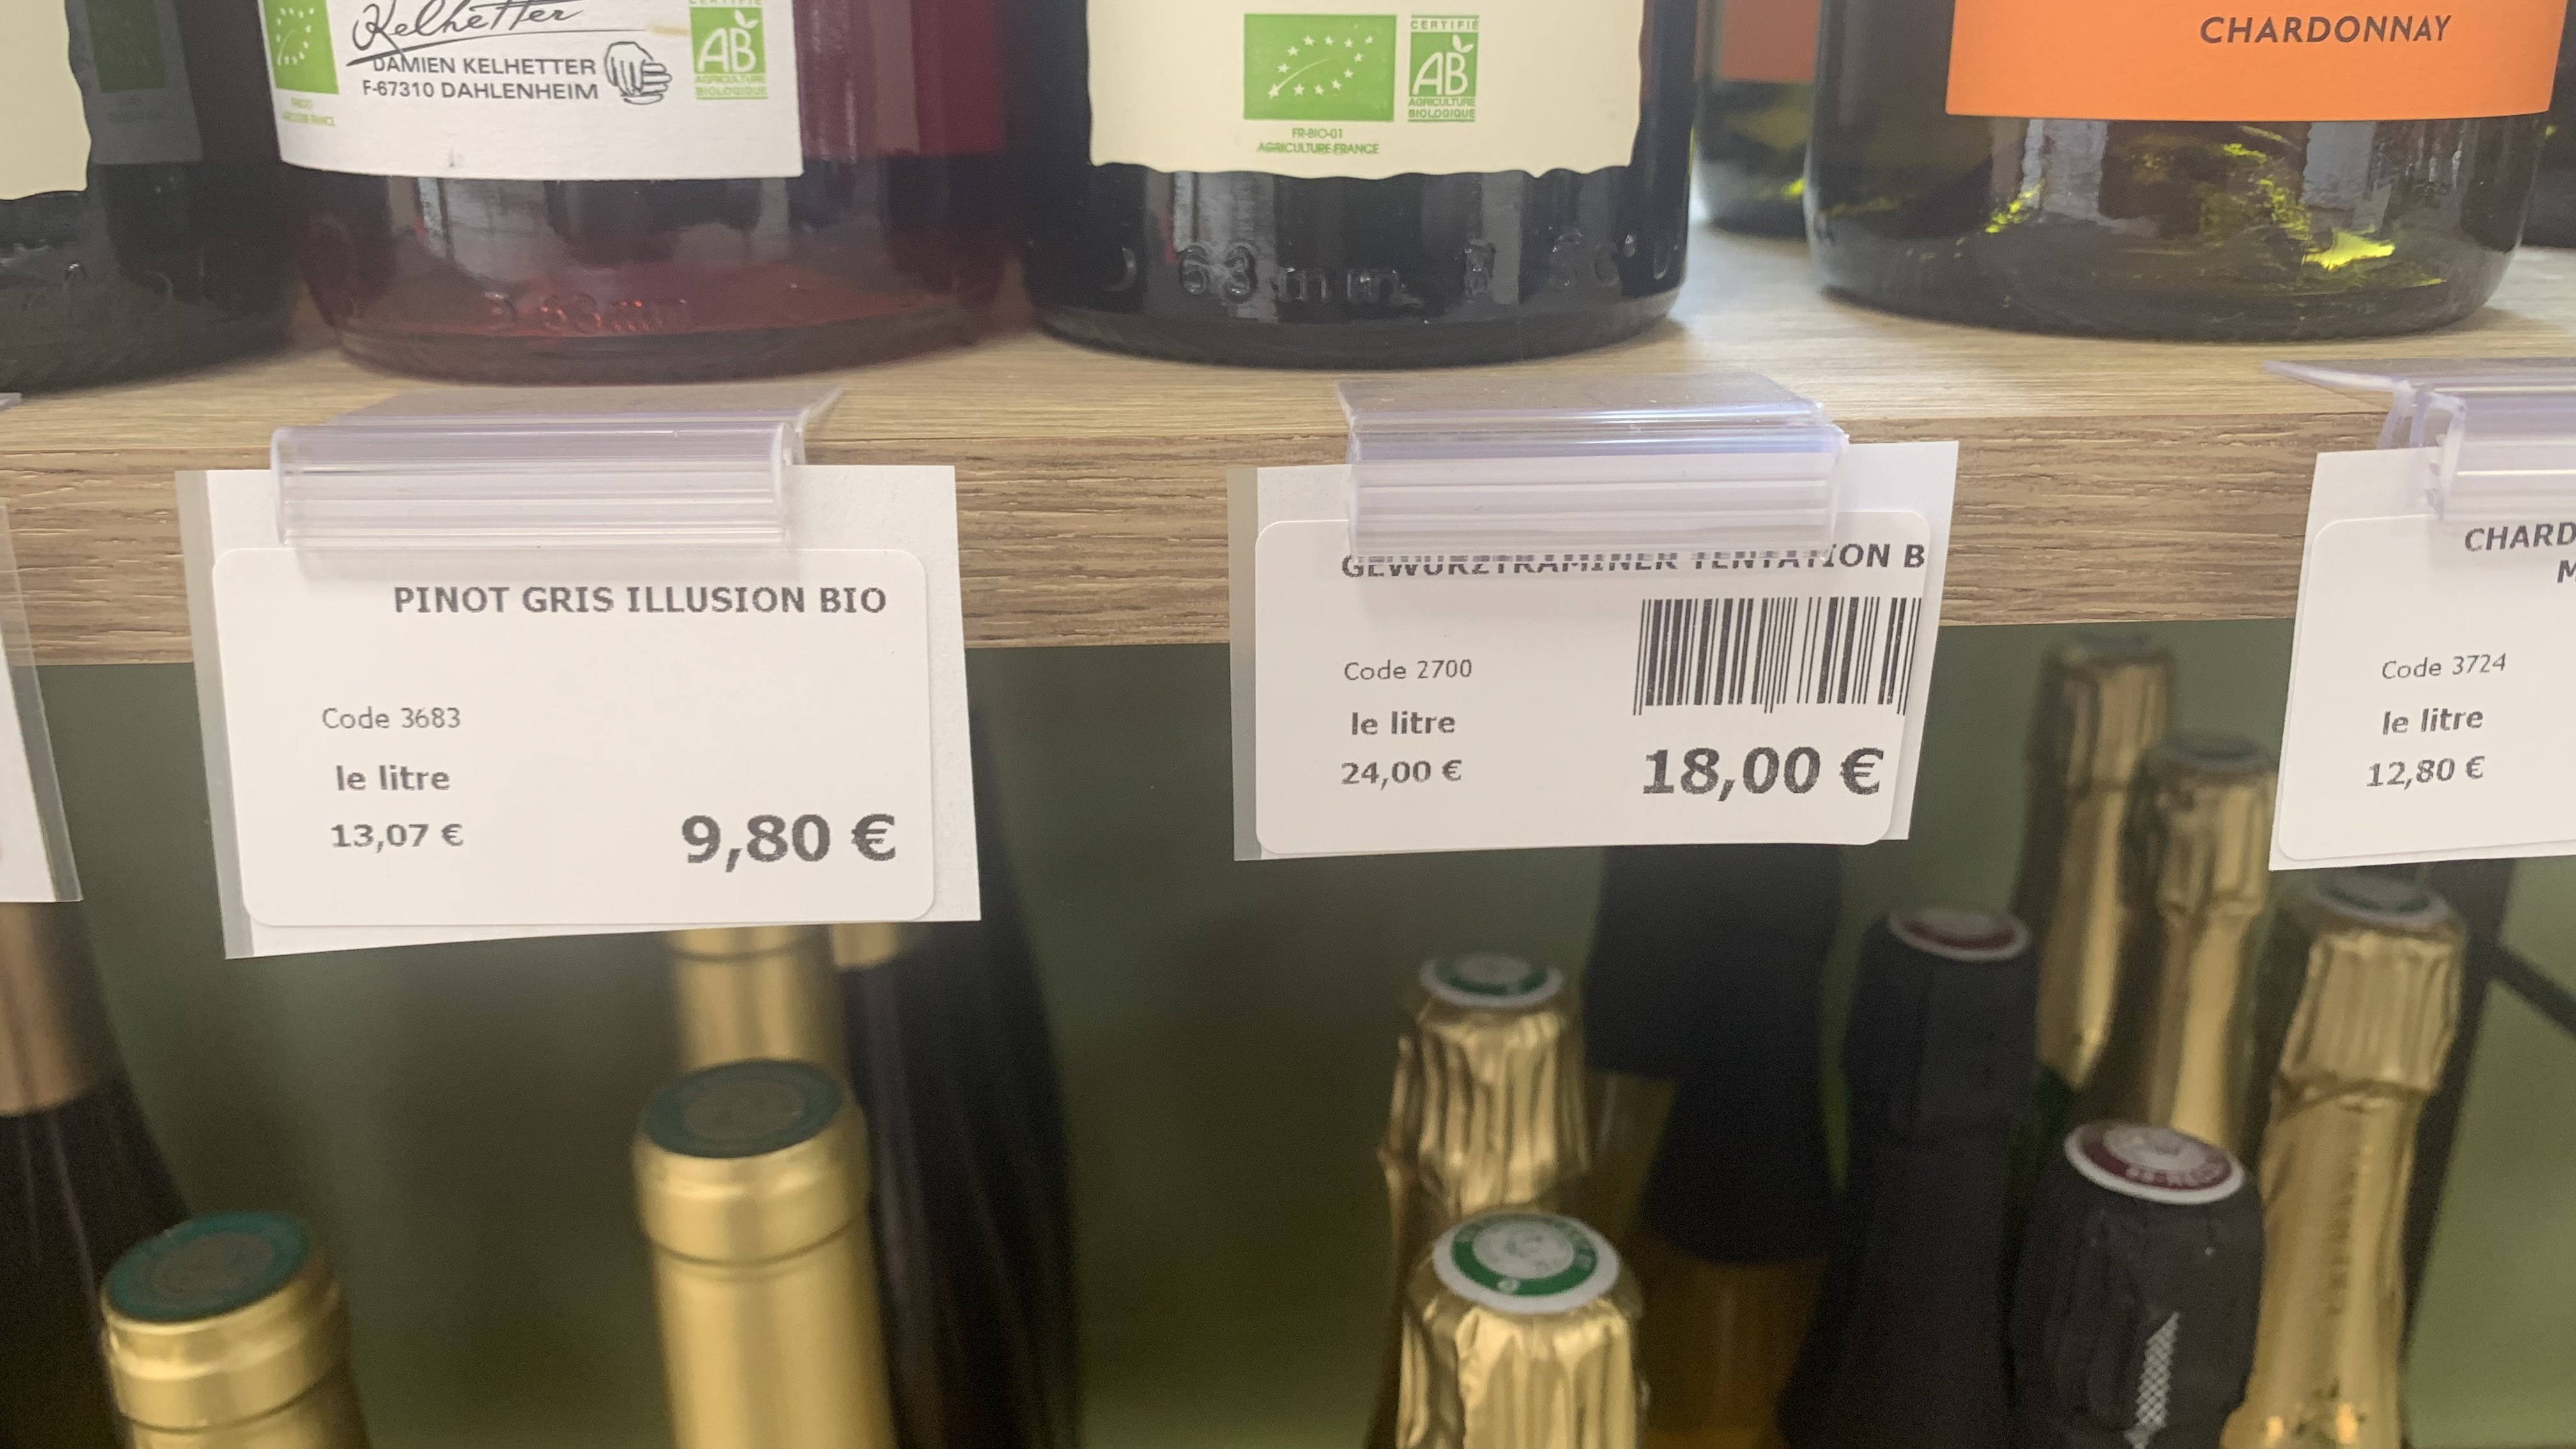 Kelhetter
DAMIEN KELHETTER
F-67310 DAHLENHEIM
CERTIFIÉ
AB
AGRICULTURE
BIOLOGIQUE
CERTIFIÉ
AB
AGRICULTURE
BIOLOGIQUE
FR-BIO-01
AGRICULTURE-FRANCE
CHARDONNAY
63mm
63mm
PINOT GRIS ILLUSION BIO
Code 3683
le litre
13,07 €
9,80 €
GEWURZTRAMINER TENTATION B
Code 2700
le litre
24,00 €
18,00 €
CHARD
M
Code 3724
le litre
12,80 €